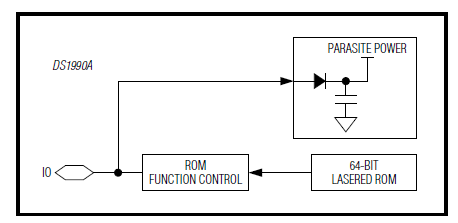 PARASITE POWER
DS1990A
IO
ROM
FUNCTION CONTROL
64-BIT
LASERED ROM